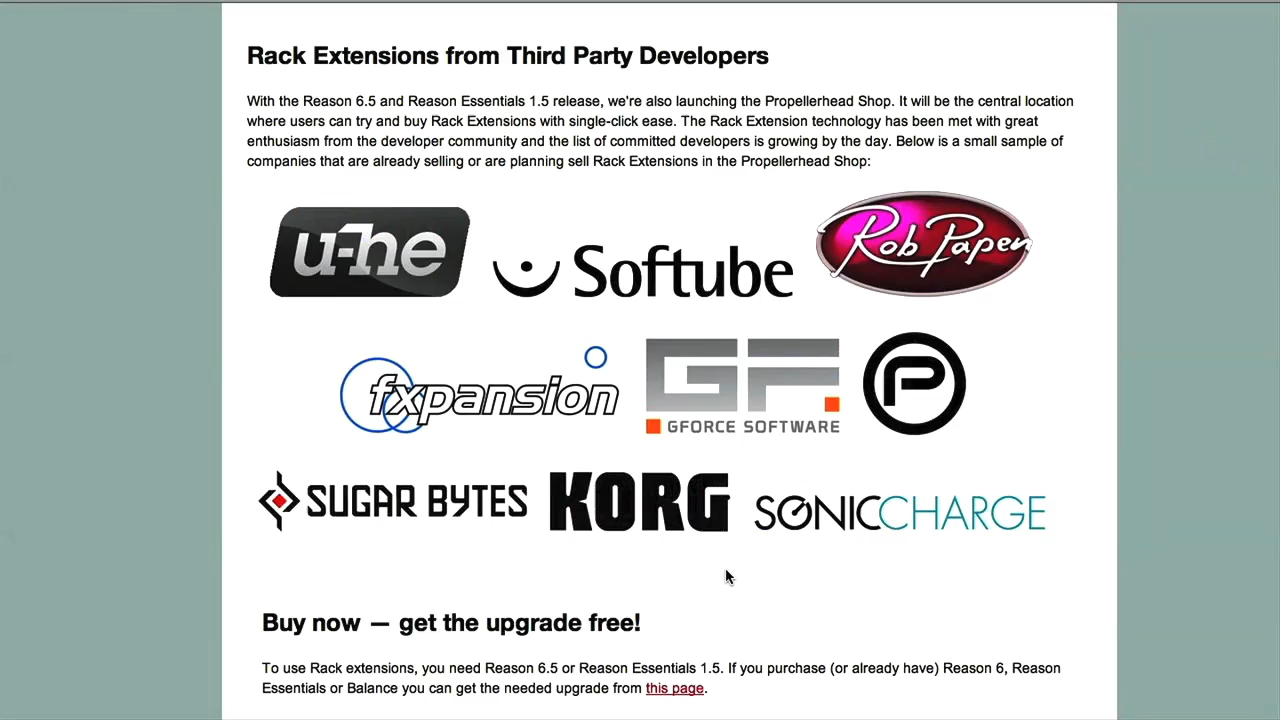 Rack Extensions from Third Party Developers
With the Reason 6.5 and Reason Essentials 1.5 release, we're also launching the Propellerhead Shop. It will be the central location
where users can try and buy Rack Extensions with single-click ease. The Rack Extension technology has been met with great
enthusiasm from the developer community and the list of committed developers is growing by the day. Below is a small sample of
companies that are already selling or are planning sell Rack Extensions in the Propellerhead Shop:
u-he
Softube
Rob Papen
fxpansion
GF
GFORCE SOFTWARE
P
SUGAR BYTES
KORG
SONICCHARGE
Buy now — get the upgrade free!
To use Rack extensions, you need Reason 6.5 or Reason Essentials 1.5. If you purchase (or already have) Reason 6, Reason
Essentials or Balance you can get the needed upgrade from this page.